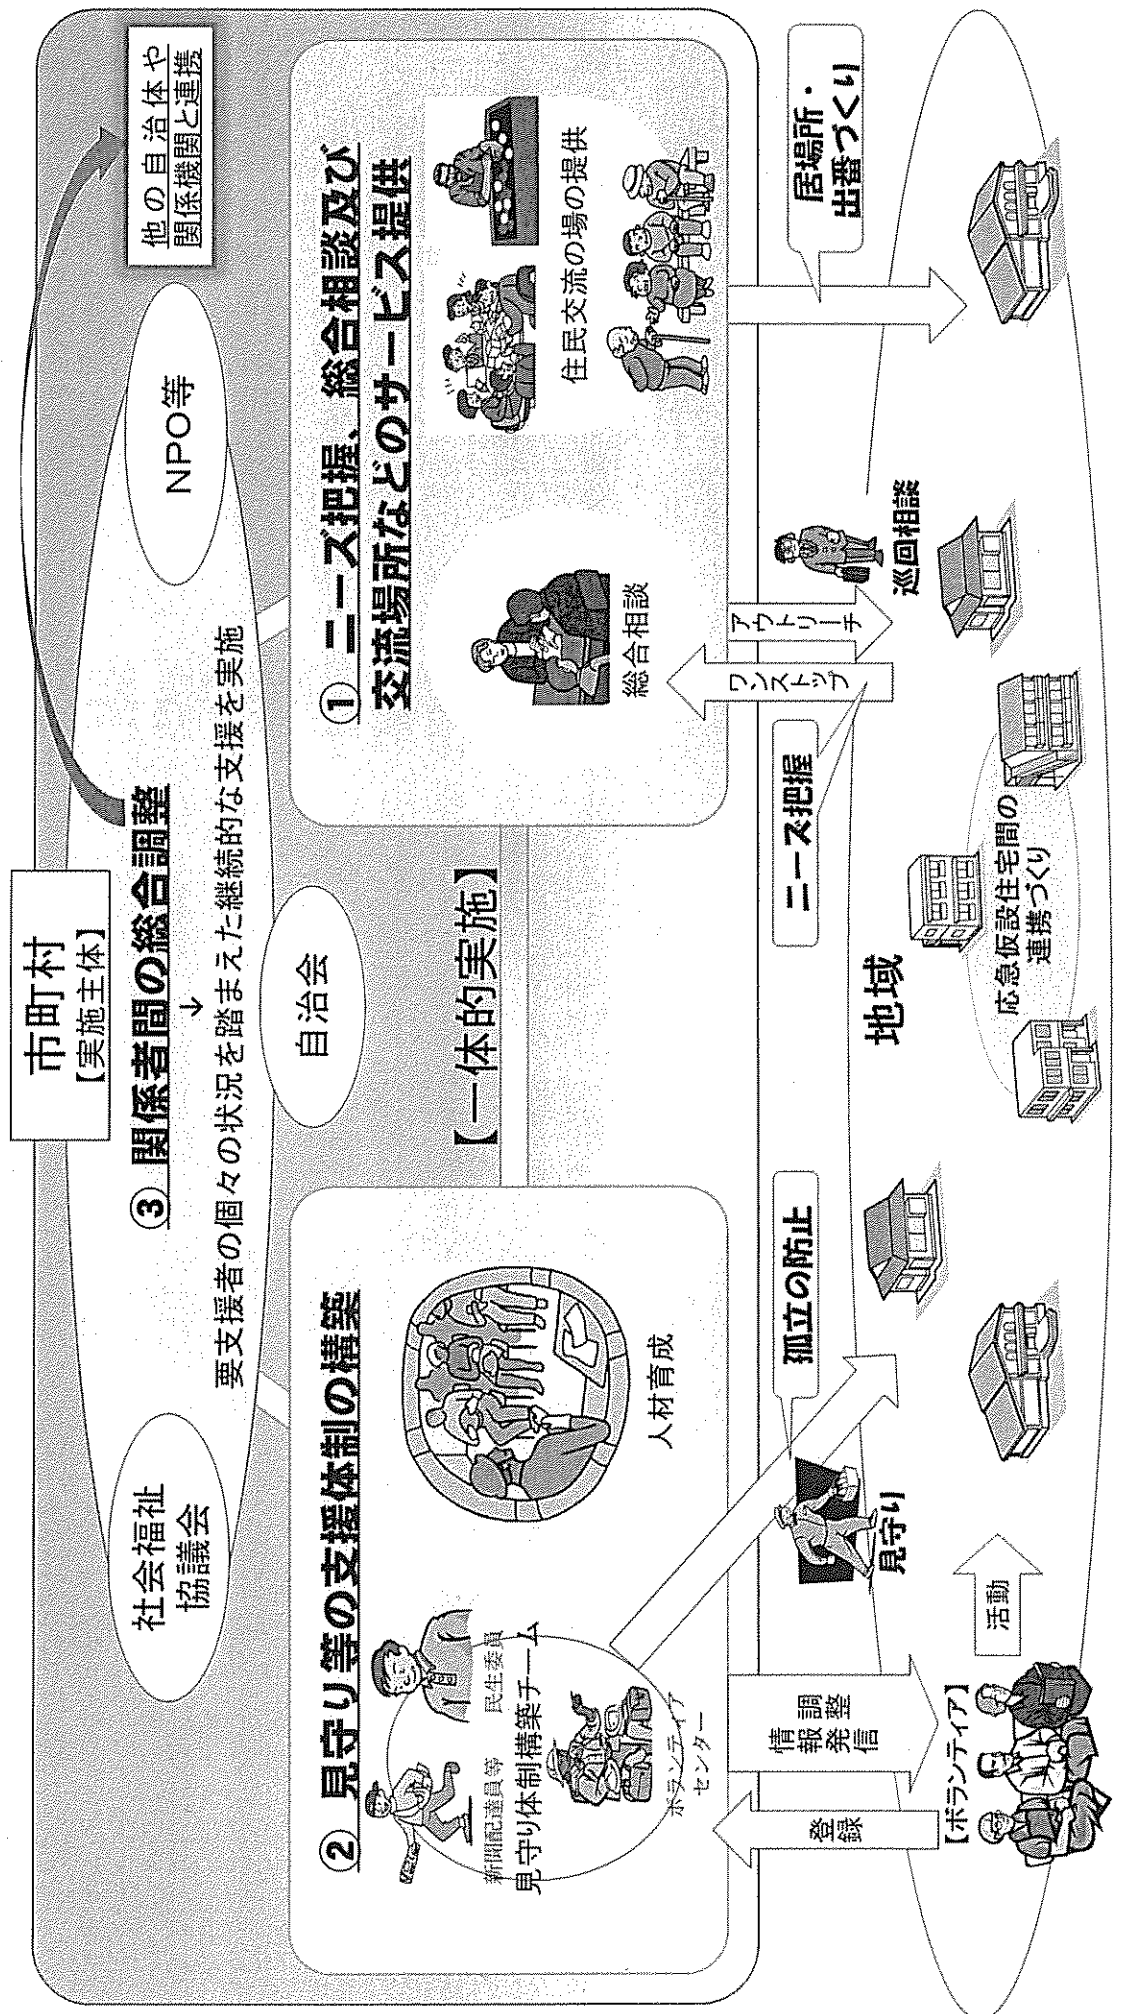 市町村
【実施主体】
③ 関係者間の総合調整
↓
要支援者の個々の状況を踏まえた継続的な支援を実施
社会福祉
協議会
自治会
NPO等
他の自治体や
関係機関と連携
② 見守り等の支援体制の構築
新聞配達員等
民生委員
見守り体制構築チーム
ボランティア
センター
人材育成
【一体的実施】
① ニーズ把握、総合相談及び
交流場所などのサービス提供
総合相談
住民交流の場の提供
登録
情報発信
調整
【ボランティア】
活動
見守り
孤立の防止
地域
ニーズ把握
ワンストップ
アウトリーチ
巡回相談
居場所・
出番づくり
応急仮設住宅間の
連携づくり